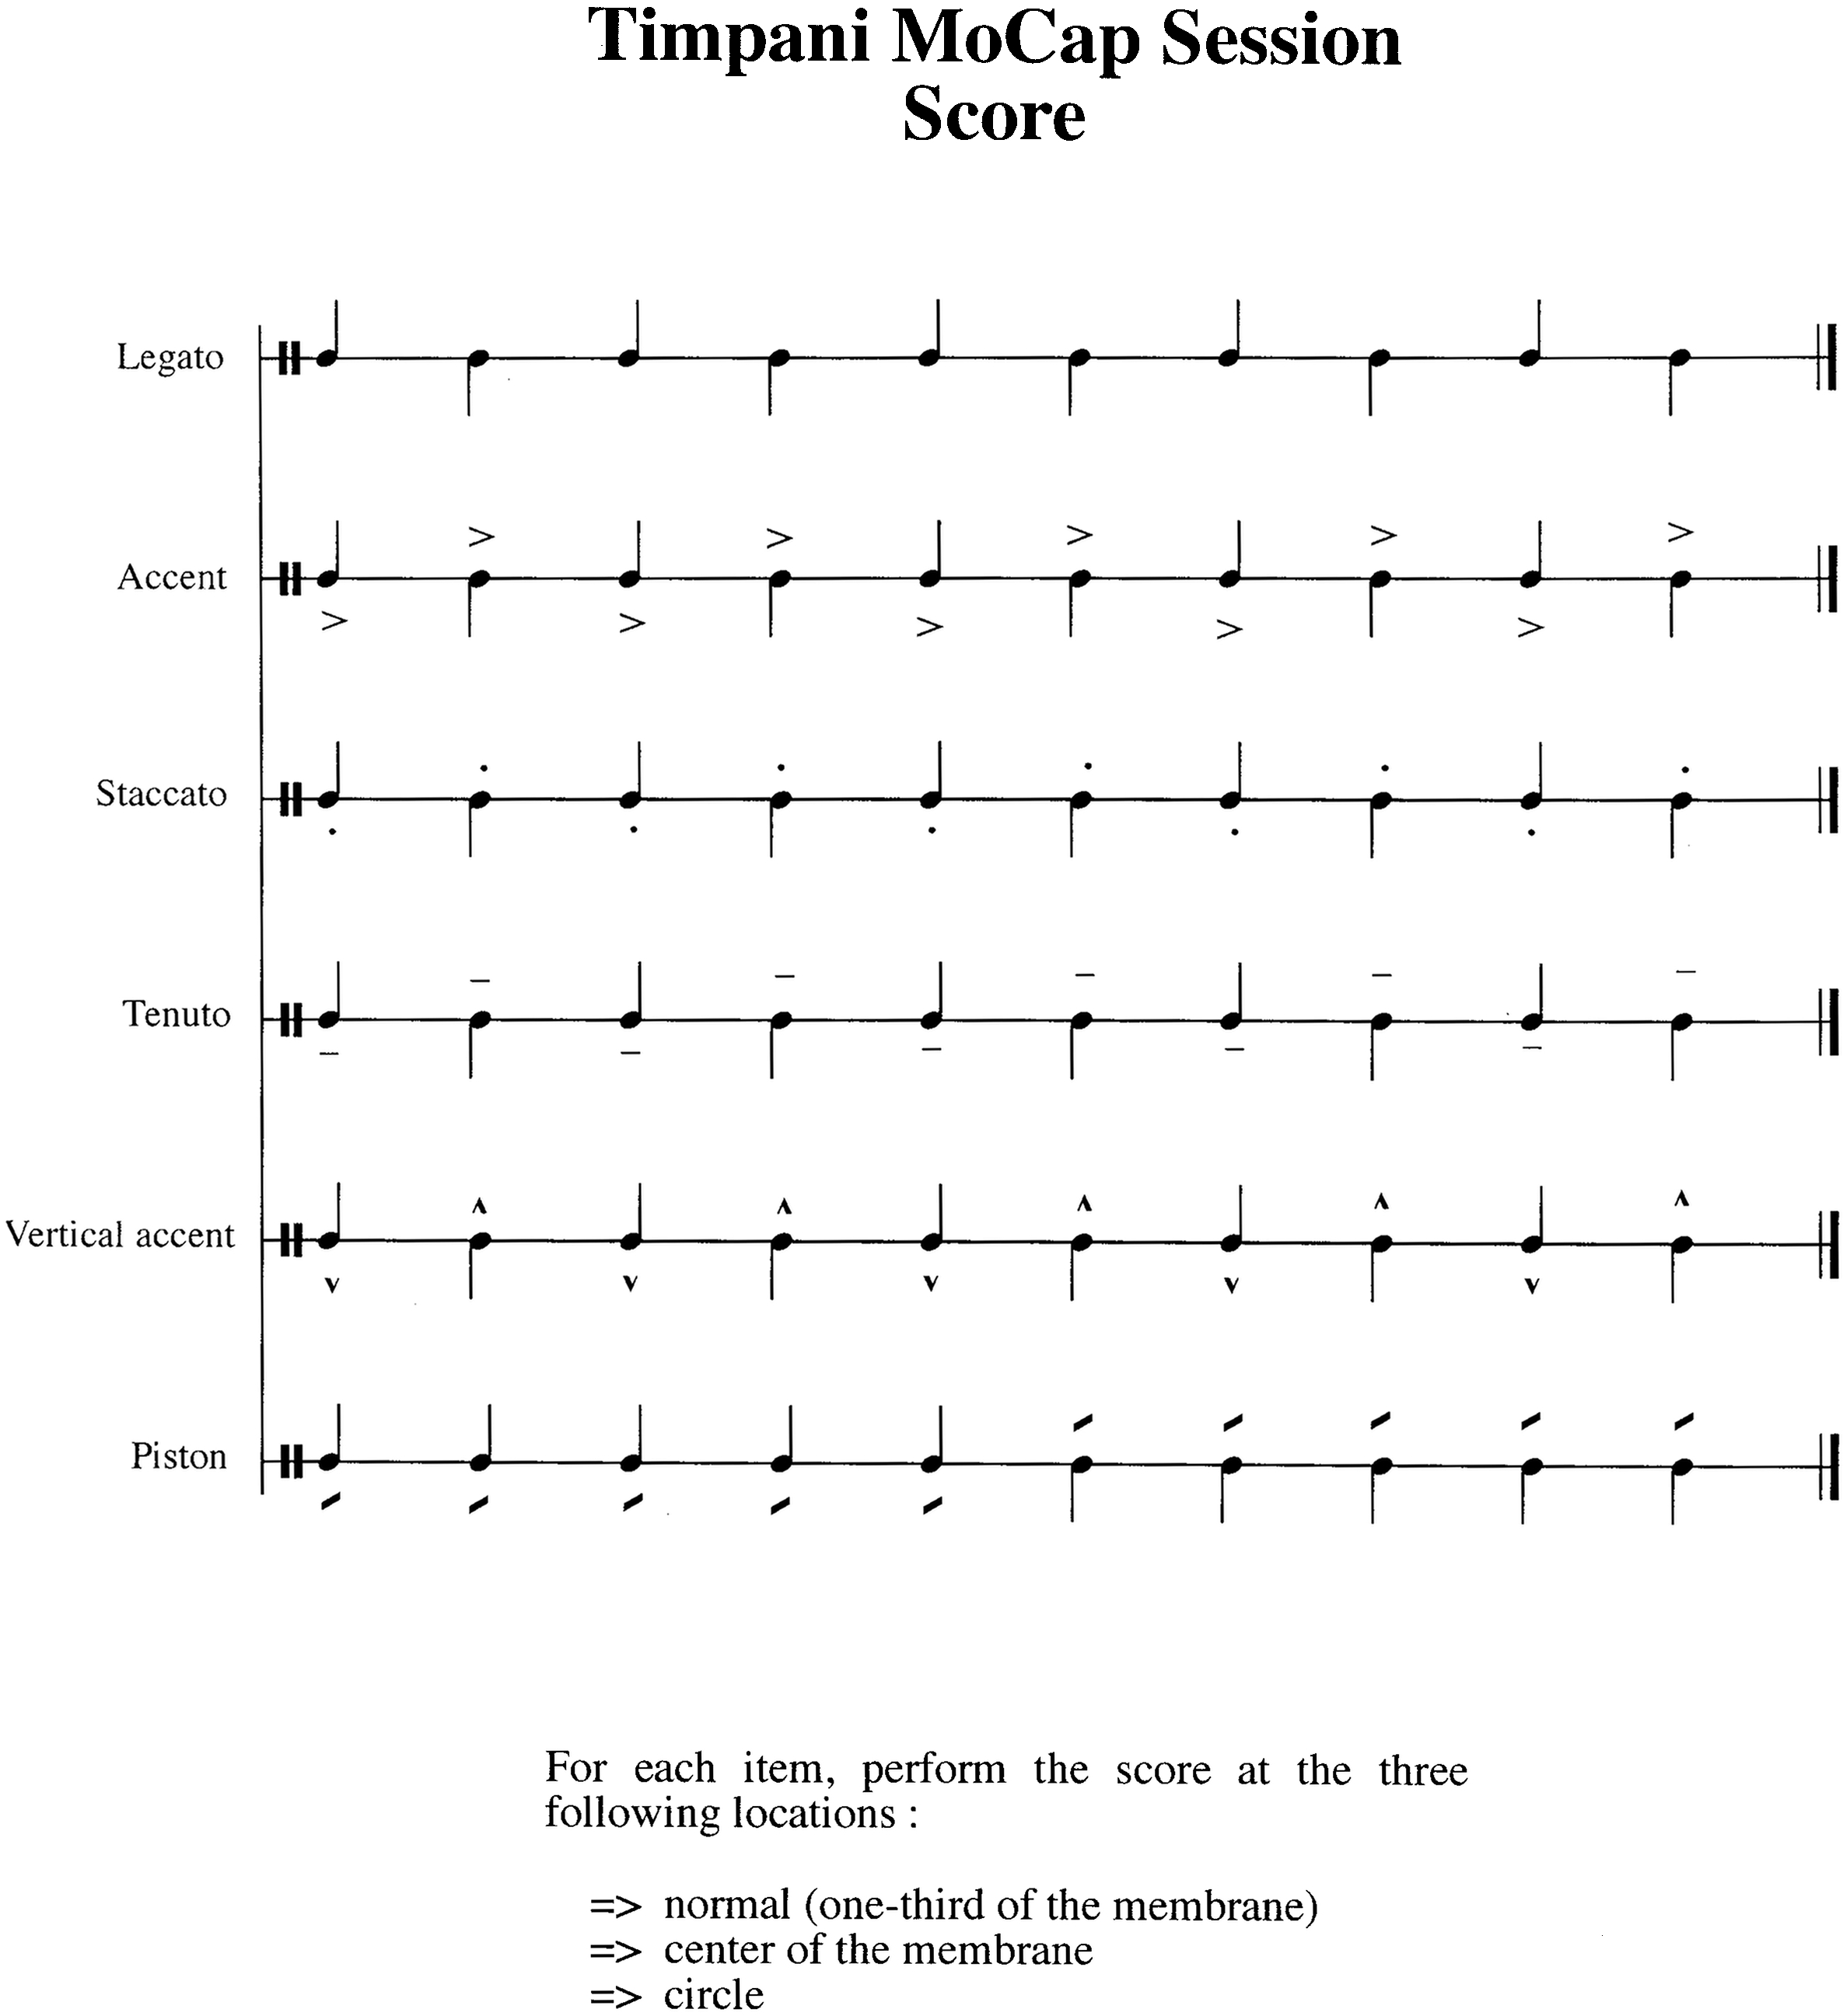 Timpani MoCap Session
Score
Legato
Accent
Staccato
Tenuto
Vertical accent
Piston
For each item, perform the score at the three
following locations :
=> normal (one-third of the membrane)
=> center of the membrane
=> circle